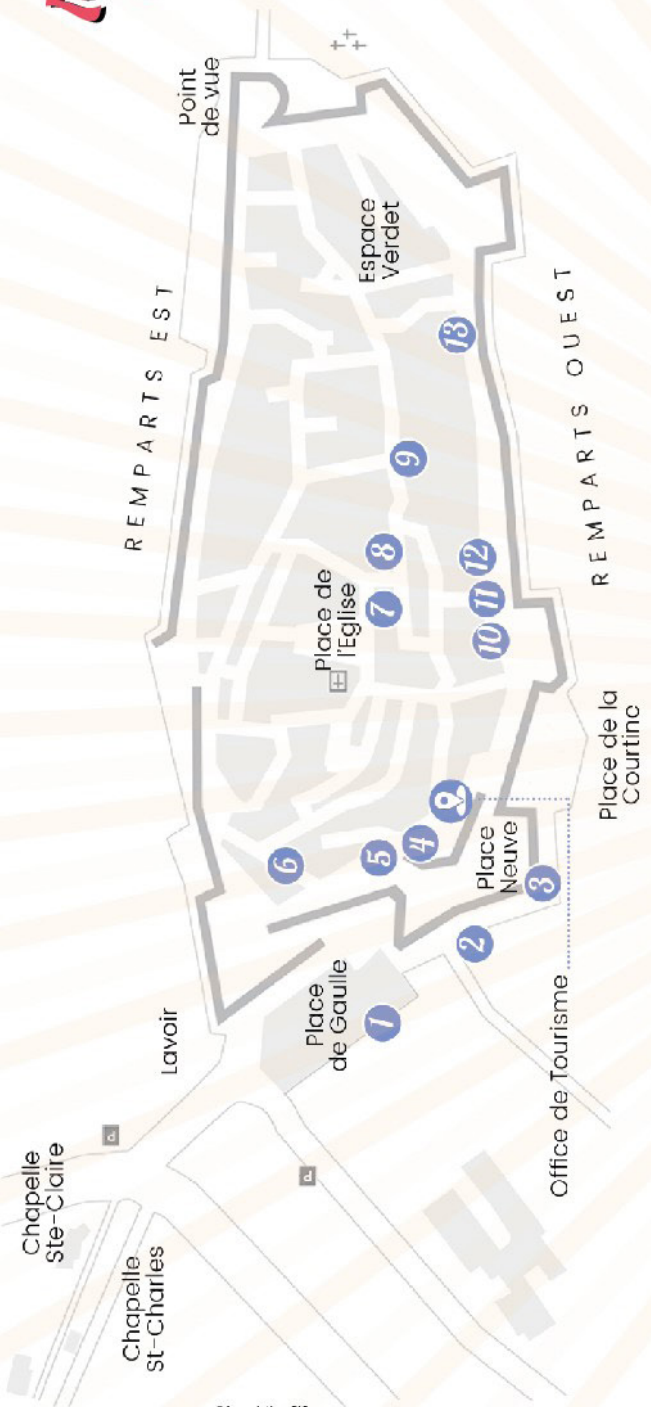 Point
de vue
REMPARTS EST
Espace
Verdet
13
REMPARTS OUEST
9
8
12
Place de
l'Eglise
7
11
10
Place de la
Courtinc
6
5
4
Place
Neuve
3
2
Lavoir
Place
de Gaulle
1
Office de Tourisme
Chapelle
Ste-Claire
P
P
Chapelle
St-Charles